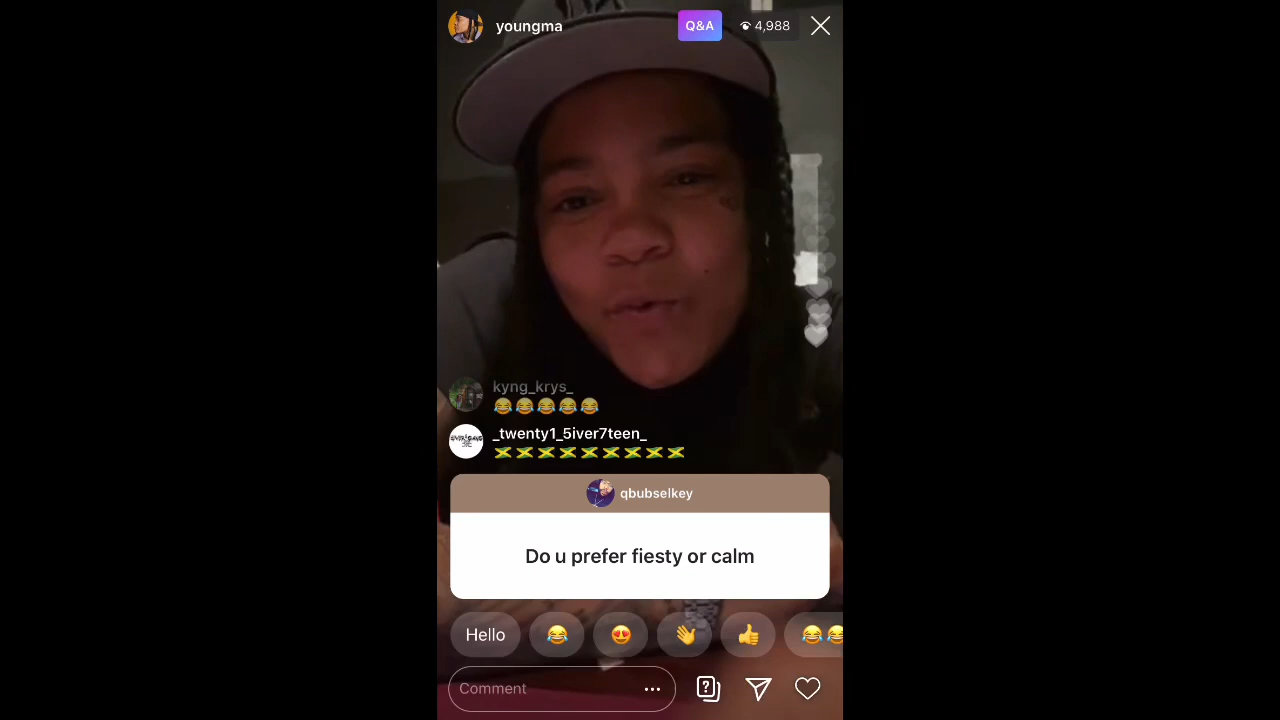 youngma
Q&A
4,988
kyng_krys_
😂😂😂😂😂
_twenty1_5iver7teen_
🇯🇲🇯🇲🇯🇲🇯🇲🇯🇲🇯🇲🇯🇲🇯🇲🇯🇲
qbubselkey
Do u prefer fiesty or calm
Hello 😂 😍 👋 👍 😂😂
Comment